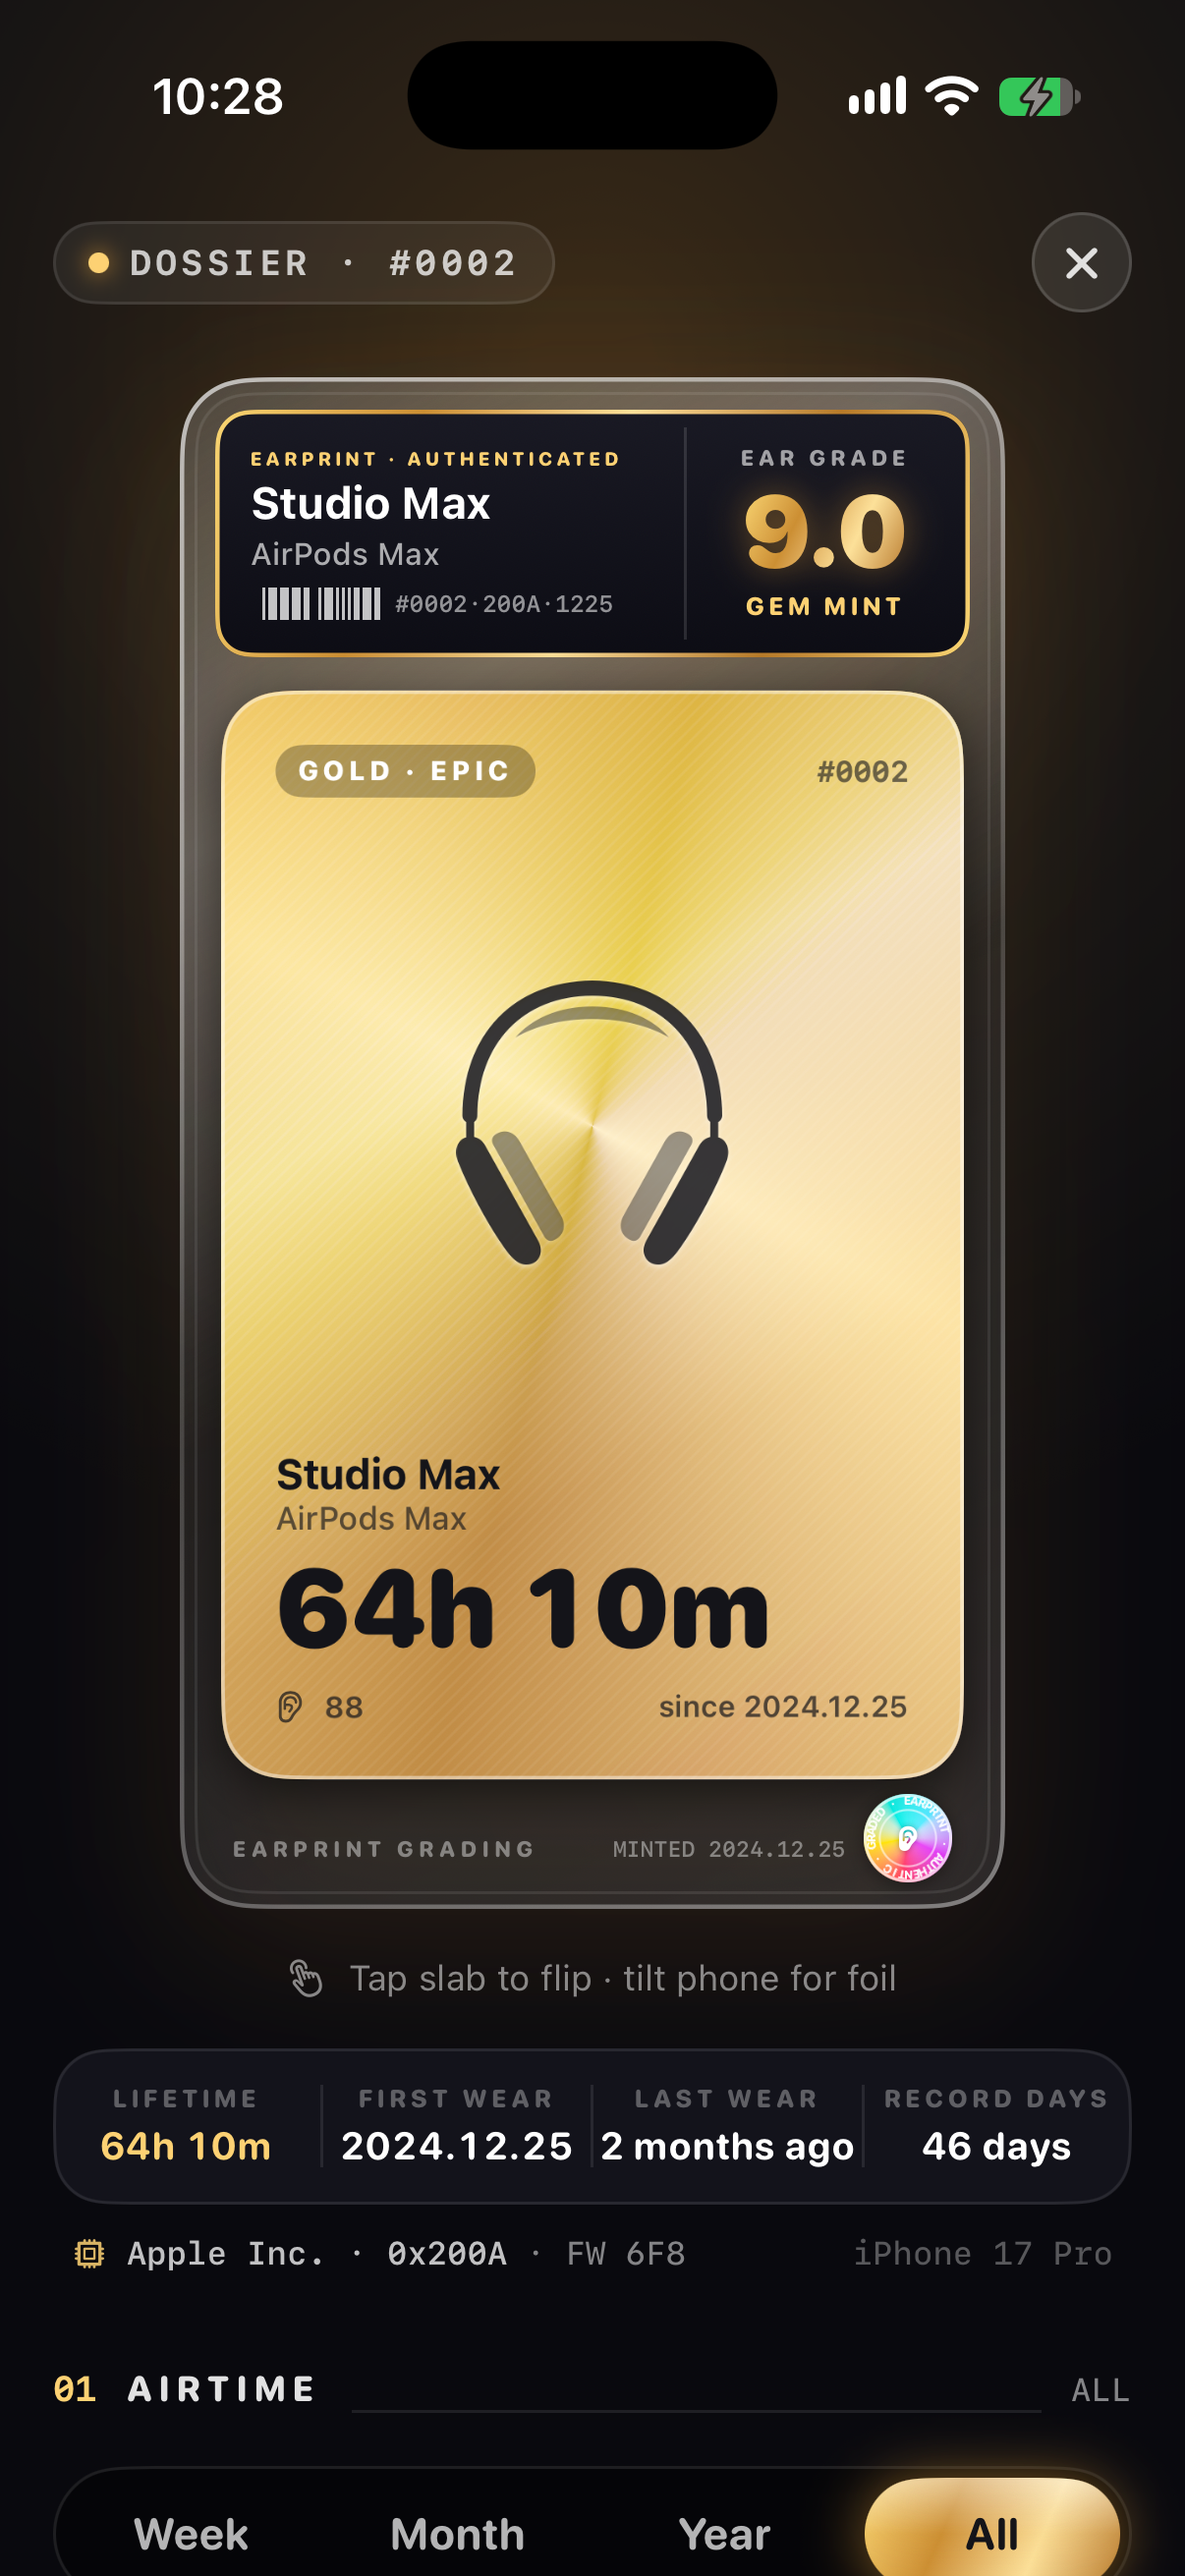 10:28
DOSSIER · #0002
EARPRINT · AUTHENTICATED
Studio Max
AirPods Max
#0002·200A·1225
EAR GRADE
9.0
GEM MINT
GOLD · EPIC
#0002
Studio Max
AirPods Max
64h 10m
88
since 2024.12.25
EARPRINT GRADING
MINTED 2024.12.25
EARPRINT · AUTHENTIC · GRADED ·
Tap slab to flip · tilt phone for foil
LIFETIME
64h 10m
FIRST WEAR
2024.12.25
LAST WEAR
2 months ago
RECORD DAYS
46 days
Apple Inc. · 0x200A · FW 6F8
iPhone 17 Pro
01 AIRTIME
ALL
Week
Month
Year
All